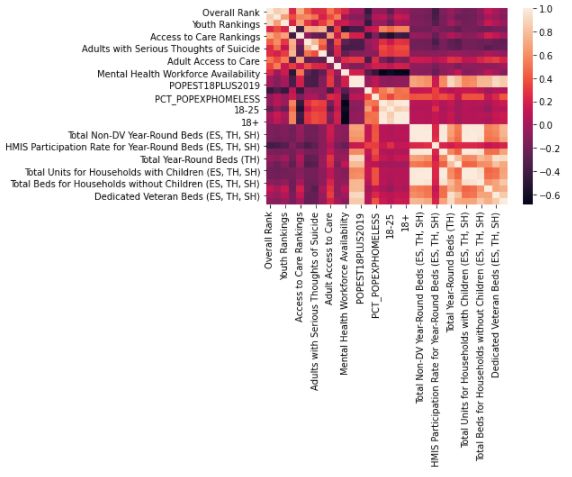 Overall Rank
Youth Rankings
Access to Care Rankings
Adults with Serious Thoughts of Suicide
Adult Access to Care
Mental Health Workforce Availability
POPEST18PLUS2019
PCT_POPEXPHOMELESS
18-25
18+
Total Non-DV Year-Round Beds (ES, TH, SH)
HMIS Participation Rate for Year-Round Beds (ES, TH, SH)
Total Year-Round Beds (TH)
Total Units for Households with Children (ES, TH, SH)
Total Beds for Households without Children (ES, TH, SH)
Dedicated Veteran Beds (ES, TH, SH)
1.0
0.8
0.6
0.4
0.2
0.0
−0.2
−0.4
−0.6
Overall Rank
Youth Rankings
Access to Care Rankings
Adults with Serious Thoughts of Suicide
Adult Access to Care
Mental Health Workforce Availability
POPEST18PLUS2019
PCT_POPEXPHOMELESS
18-25
18+
Total Non-DV Year-Round Beds (ES, TH, SH)
HMIS Participation Rate for Year-Round Beds (ES, TH, SH)
Total Year-Round Beds (TH)
Total Units for Households with Children (ES, TH, SH)
Total Beds for Households without Children (ES, TH, SH)
Dedicated Veteran Beds (ES, TH, SH)